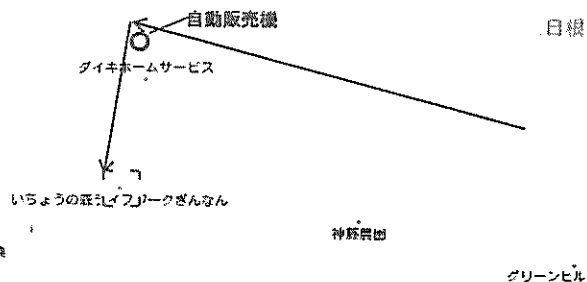 自動販売機
日根
ダイキホームサービス
いちょうの森ライフパークぎんなん
神藤農園
グリーンヒル